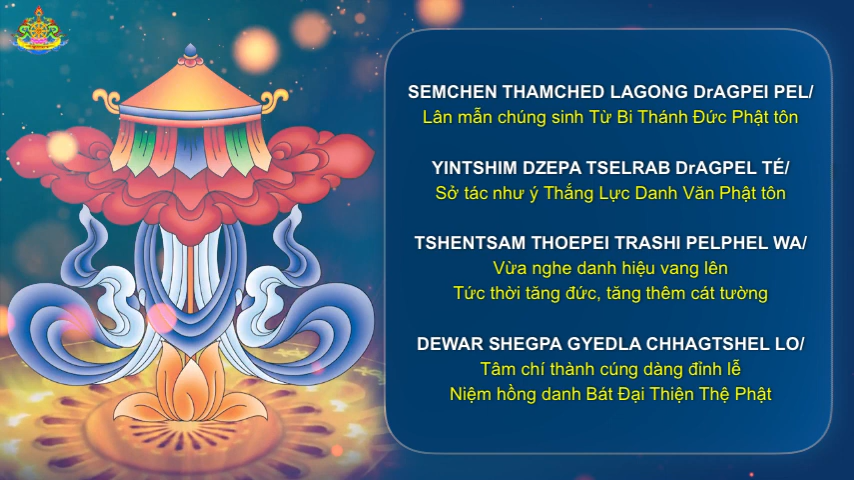 SEMCHEN THAMCHED LAGONG DrAGPEI PEL/
Lân mẫn chúng sinh Từ Bi Thánh Đức Phật tôn
YINTSHIM DZEPA TSELRAB DrAGPEL TÉ/
Sở tác như ý Thắng Lực Danh Văn Phật tôn
TSHENTSAM THOEPEI TRASHI PELPHEL WA/
Vừa nghe danh hiệu vang lên
Tức thời tăng đức, tăng thêm cát tường
DEWAR SHEGPA GYEDLA CHHAGTSHEL LO/
Tâm chí thành cúng dàng đỉnh lễ
Niệm hồng danh Bát Đại Thiện Thệ Phật